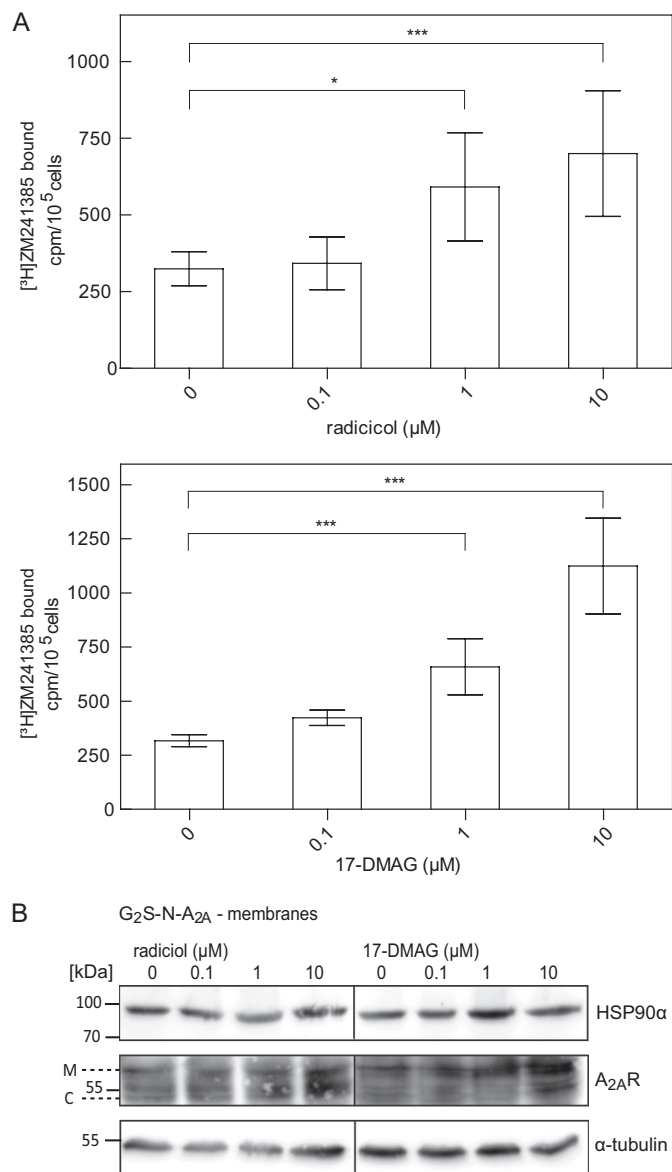 A
[³H]ZM241385 bound
cpm/10⁵cells
1000
750
500
250
0
*
***
0 0.1 1 10
radicicol (µM)
[³H]ZM241385 bound
cpm/10⁵cells
1500
1250
1000
750
500
250
0
***
***
0 0.1 1 10
17-DMAG (µM)
B
G₂S-N-A₂A - membranes
radiciol (µM) 17-DMAG (µM)
[kDa] 0 0.1 1 10 0 0.1 1 10
100
70
HSP90α
M
55
C
A₂AR
55
α-tubulin